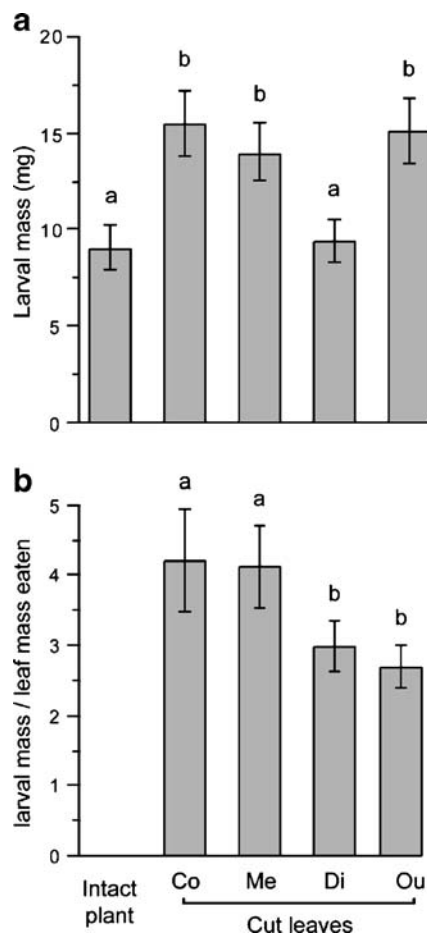 a
20
15
10
5
0
Larval mass (mg)
a b b a b
b
5
4
3
2
1
0
larval mass / leaf mass eaten
a a b b
Intact plant
Co Me Di Ou
Cut leaves